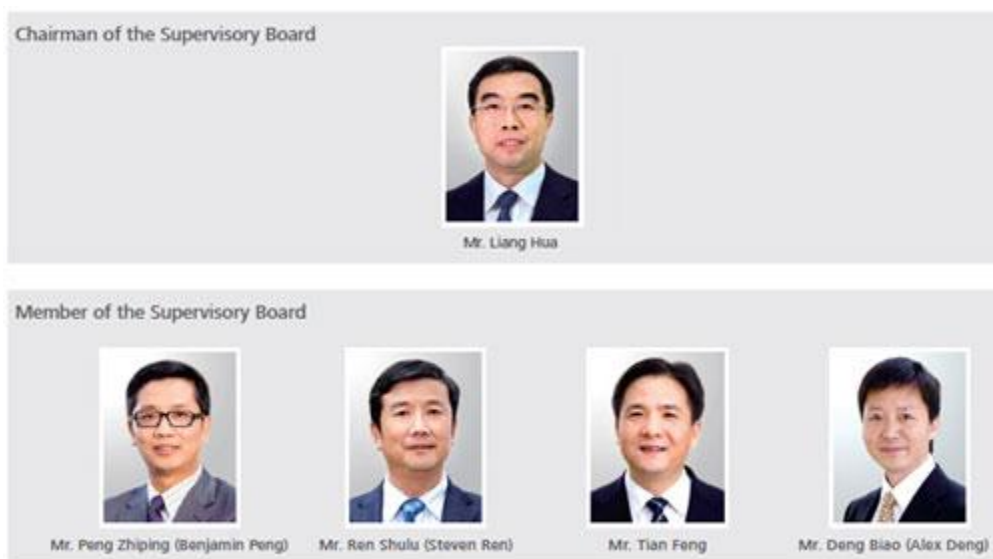 Chairman of the Supervisory Board
Mr. Liang Hua
Member of the Supervisory Board
Mr. Peng Zhiping (Benjamin Peng)
Mr. Ren Shulu (Steven Ren)
Mr. Tian Feng
Mr. Deng Biao (Alex Deng)